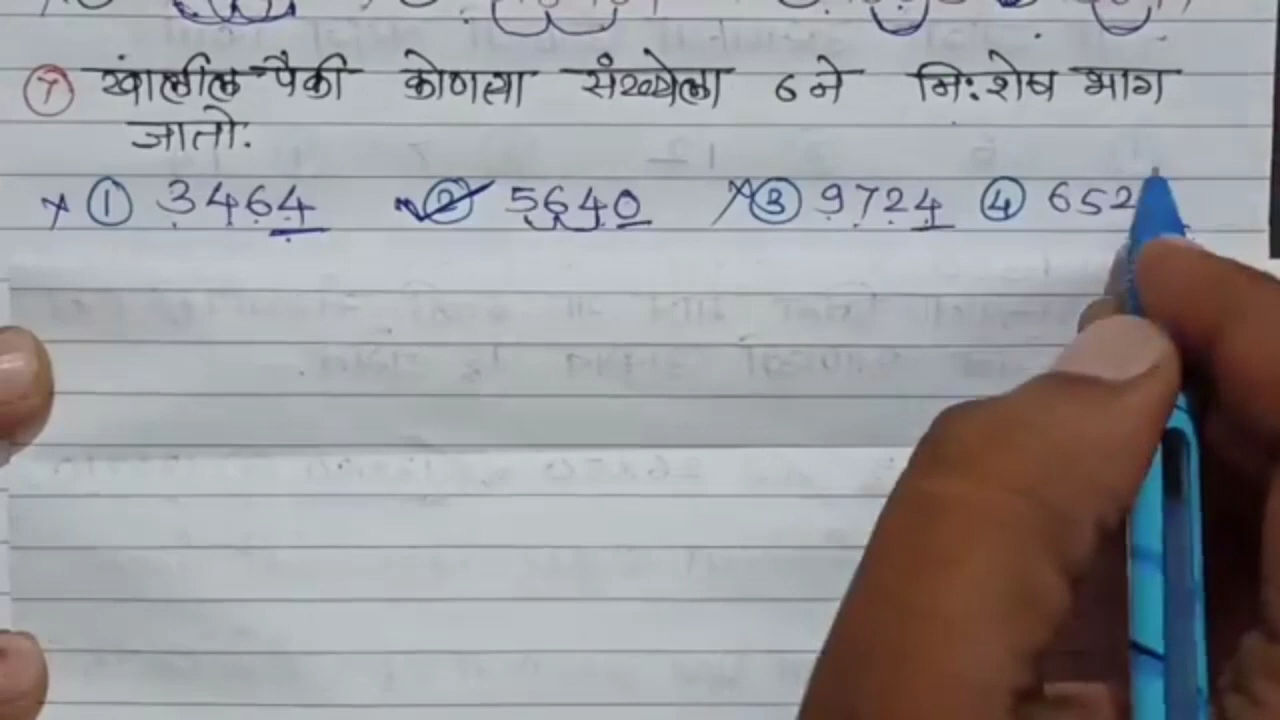 7 खालील पैकी कोणत्या संख्येला 6 ने नि:शेष भाग
जातो.
① 3464 ② 5640 ③ 9724 ④ 652